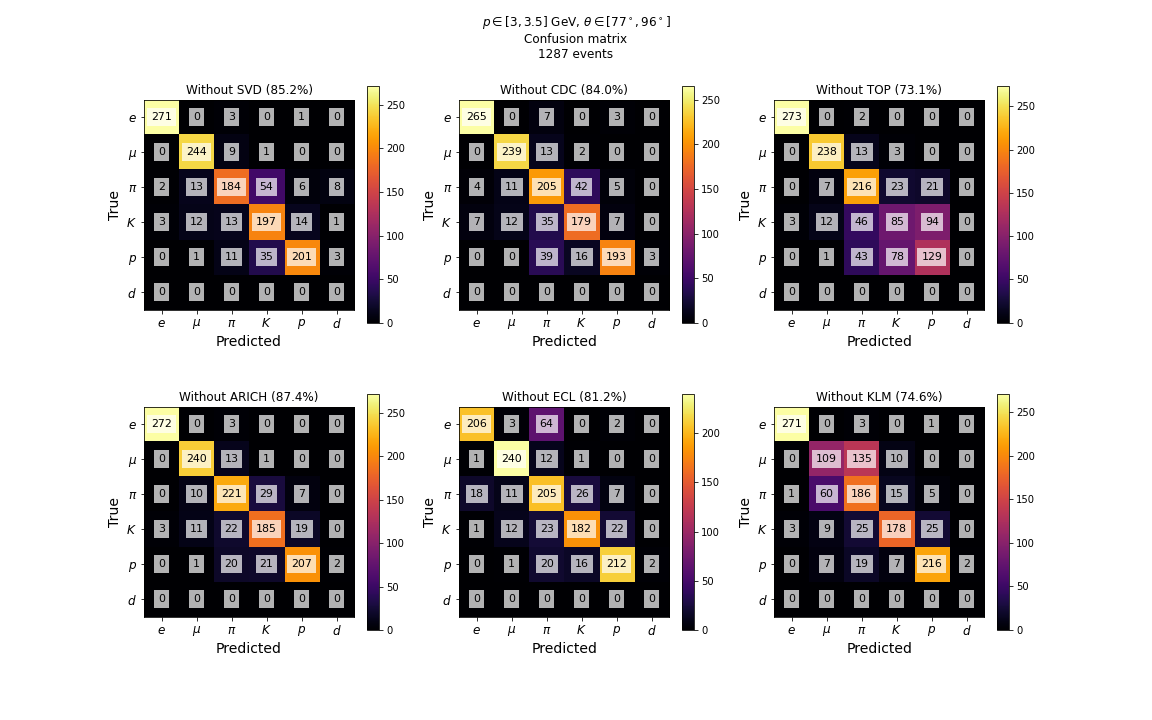 p ∈ [3, 3.5] GeV, θ ∈ [77°, 96°]
Confusion matrix
1287 events
Without SVD (85.2%)
True
e 271 0 3 0 1 0
μ 0 244 9 1 0 0
π 2 13 184 54 6 8
K 3 12 13 197 14 1
p 0 1 11 35 201 3
d 0 0 0 0 0 0
e μ π K p d
Predicted
250
200
150
100
50
0
Without CDC (84.0%)
True
e 265 0 7 0 3 0
μ 0 239 13 2 0 0
π 4 11 205 42 5 0
K 7 12 35 179 7 0
p 0 0 39 16 193 3
d 0 0 0 0 0 0
e μ π K p d
Predicted
250
200
150
100
50
0
Without TOP (73.1%)
True
e 273 0 2 0 0 0
μ 0 238 13 3 0 0
π 0 7 216 23 21 0
K 3 12 46 85 94 0
p 0 1 43 78 129 0
d 0 0 0 0 0 0
e μ π K p d
Predicted
250
200
150
100
50
0
Without ARICH (87.4%)
True
e 272 0 3 0 0 0
μ 0 240 13 1 0 0
π 0 10 221 29 7 0
K 3 11 22 185 19 0
p 0 1 20 21 207 2
d 0 0 0 0 0 0
e μ π K p d
Predicted
250
200
150
100
50
0
Without ECL (81.2%)
True
e 206 3 64 0 2 0
μ 1 240 12 1 0 0
π 18 11 205 26 7 0
K 1 12 23 182 22 0
p 0 1 20 16 212 2
d 0 0 0 0 0 0
e μ π K p d
Predicted
200
150
100
50
0
Without KLM (74.6%)
True
e 271 0 3 0 1 0
μ 0 109 135 10 0 0
π 1 60 186 15 5 0
K 3 9 25 178 25 0
p 0 7 19 7 216 2
d 0 0 0 0 0 0
e μ π K p d
Predicted
250
200
150
100
50
0